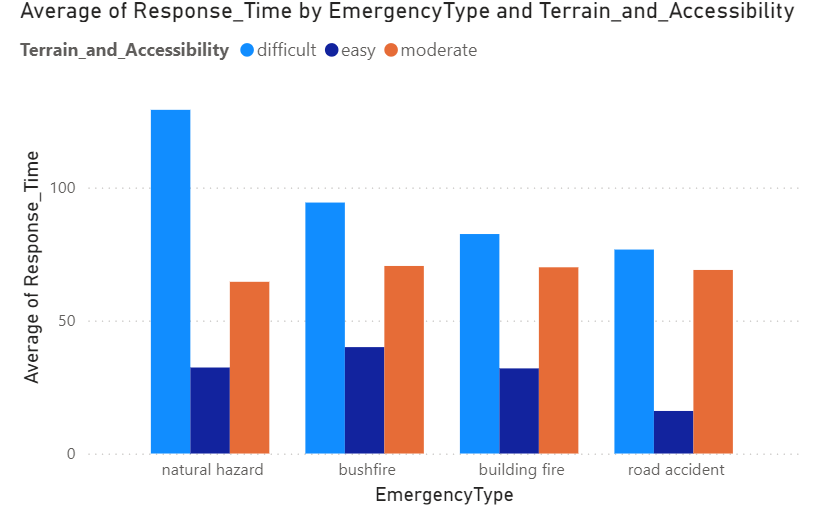 Average of Response_Time by EmergencyType and Terrain_and_Accessibility
Terrain_and_Accessibility difficult easy moderate
Average of Response_Time
100
50
0
natural hazard bushfire building fire road accident
EmergencyType